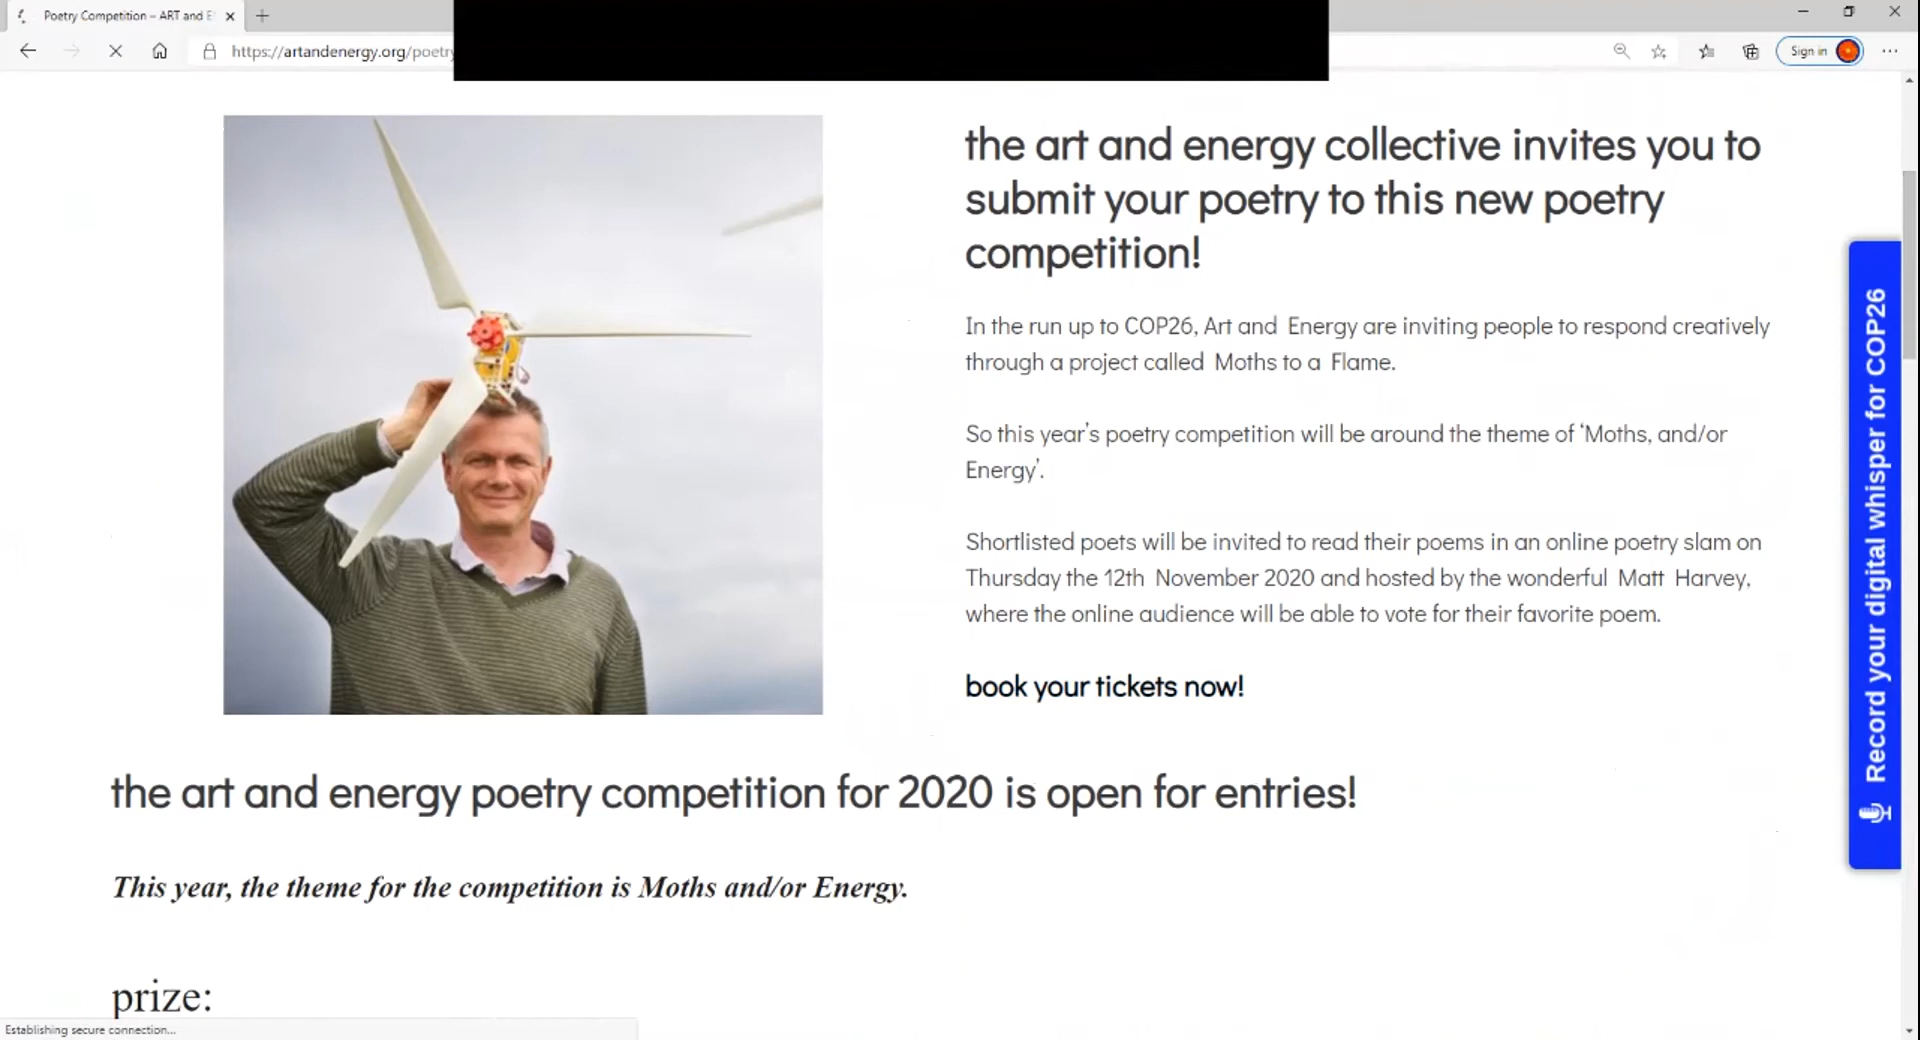 Poetry Competition – ART and E
https://artandenergy.org/poetry
Sign in
the art and energy collective invites you to
submit your poetry to this new poetry
competition!
In the run up to COP26, Art and Energy are inviting people to respond creatively
through a project called Moths to a Flame.
So this year's poetry competition will be around the theme of ‘Moths, and/or
Energy’.
Shortlisted poets will be invited to read their poems in an online poetry slam on
Thursday the 12th November 2020 and hosted by the wonderful Matt Harvey,
where the online audience will be able to vote for their favorite poem.
book your tickets now!
Record your digital whisper for COP26
the art and energy poetry competition for 2020 is open for entries!
This year, the theme for the competition is Moths and/or Energy.
prize:
Establishing secure connection...